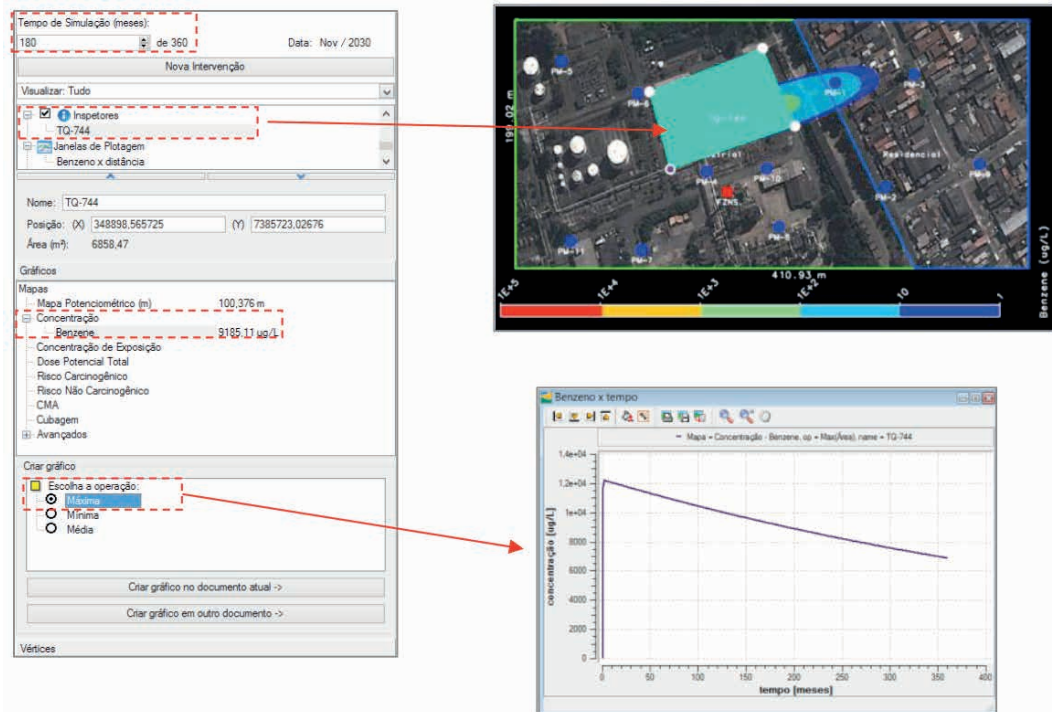 Tempo de Simulação (meses):
180 de 360 Data: Nov / 2030
Nova Intervenção
Visualizar: Tudo
Inspetores
TQ-744
Janelas de Plotagem
Benzeno x distância
Nome: TQ-744
Posição: (X) 348898,565725 (Y) 7385723,02676
Área (m²): 6858,47
Gráficos
Mapas
Mapa Potenciométrico (m) 100,376 m
Concentração
Benzene 9185,11 ug/L
Concentração de Exposição
Dose Potencial Total
Risco Carcinogênico
Risco Não Carcinogênico
CMA
Cubagem
Avançados
Criar gráfico
Escolha a operação:
Máxima
Mínima
Média
Criar gráfico no documento atual ->
Criar gráfico em outro documento ->
Vértices
199.02 m
PM-5
PM-6
PM-1
PM-3
Residencial
PM-4
PM-10
PM-9
PM-2
PM-8
PM-11
PM-7
410.93 m
1E+5
1E+4
1E+3
1E+2
10
1
Benzene (ug/L)
Benzeno x tempo
Mapa = Concentração - Benzene, op = Max(Área), name = TQ-744
concentração [ug/L]
1,4e+04
1,2e+04
1e+04
8000
6000
4000
2000
0
0 50 100 150 200 250 300 350 400
tempo [meses]